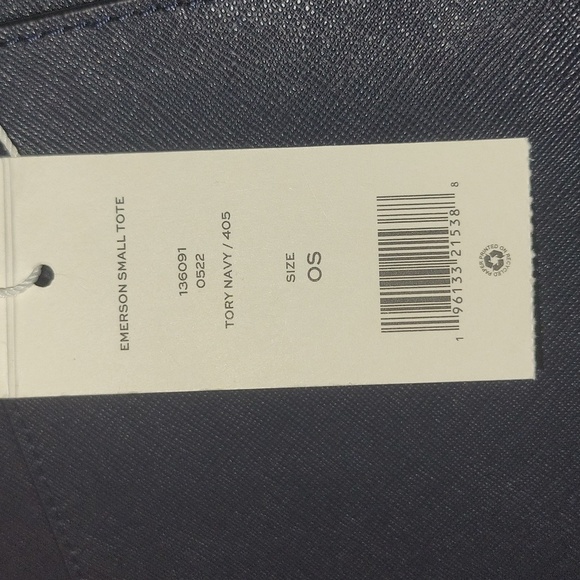 EMERSON SMALL TOTE
136091
0522
TORY NAVY / 405
SIZE
OS
1 96133 21538 8
PRINTED ON RECYCLED PAPER